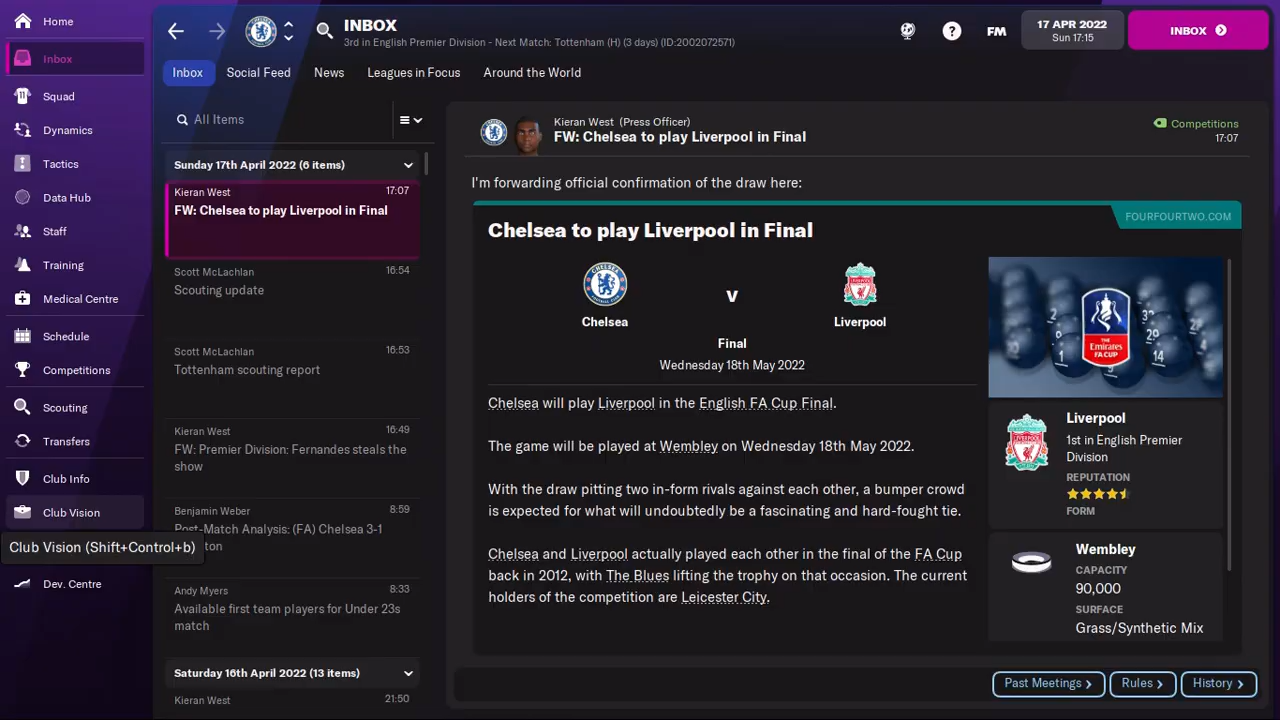 Home
Inbox
Squad
Dynamics
Tactics
Data Hub
Staff
Training
Medical Centre
Schedule
Competitions
Scouting
Transfers
Club Info
Club Vision
Club Vision (Shift+Control+b)
Dev. Centre
INBOX
3rd in English Premier Division - Next Match: Tottenham (H) (3 days) (ID:2002072571)
FM
17 APR 2022
Sun 17:15
INBOX
Inbox
Social Feed
News
Leagues in Focus
Around the World
All Items
Sunday 17th April 2022 (6 items)
Kieran West 17:07
FW: Chelsea to play Liverpool in Final
Scott McLachlan 16:54
Scouting update
Scott McLachlan 16:53
Tottenham scouting report
Kieran West 16:49
FW: Premier Division: Fernandes steals the
show
Benjamin Weber 8:59
Post-Match Analysis: (FA) Chelsea 3-1
Andy Myers 8:33
Available first team players for Under 23s
match
Saturday 16th April 2022 (13 items)
Kieran West 21:50
Kieran West (Press Officer)
FW: Chelsea to play Liverpool in Final
Competitions
17:07
I'm forwarding official confirmation of the draw here:
FOURFOURTWO.COM
Chelsea to play Liverpool in Final
v
Chelsea
Liverpool
Final
Wednesday 18th May 2022
Chelsea will play Liverpool in the English FA Cup Final.
The game will be played at Wembley on Wednesday 18th May 2022.
With the draw pitting two in-form rivals against each other, a bumper crowd
is expected for what will undoubtedly be a fascinating and hard-fought tie.
Chelsea and Liverpool actually played each other in the final of the FA Cup
back in 2012, with The Blues lifting the trophy on that occasion. The current
holders of the competition are Leicester City.
The Emirates
FA CUP
Liverpool
1st in English Premier
Division
REPUTATION
FORM
Wembley
CAPACITY
90,000
SURFACE
Grass/Synthetic Mix
Past Meetings
Rules
History